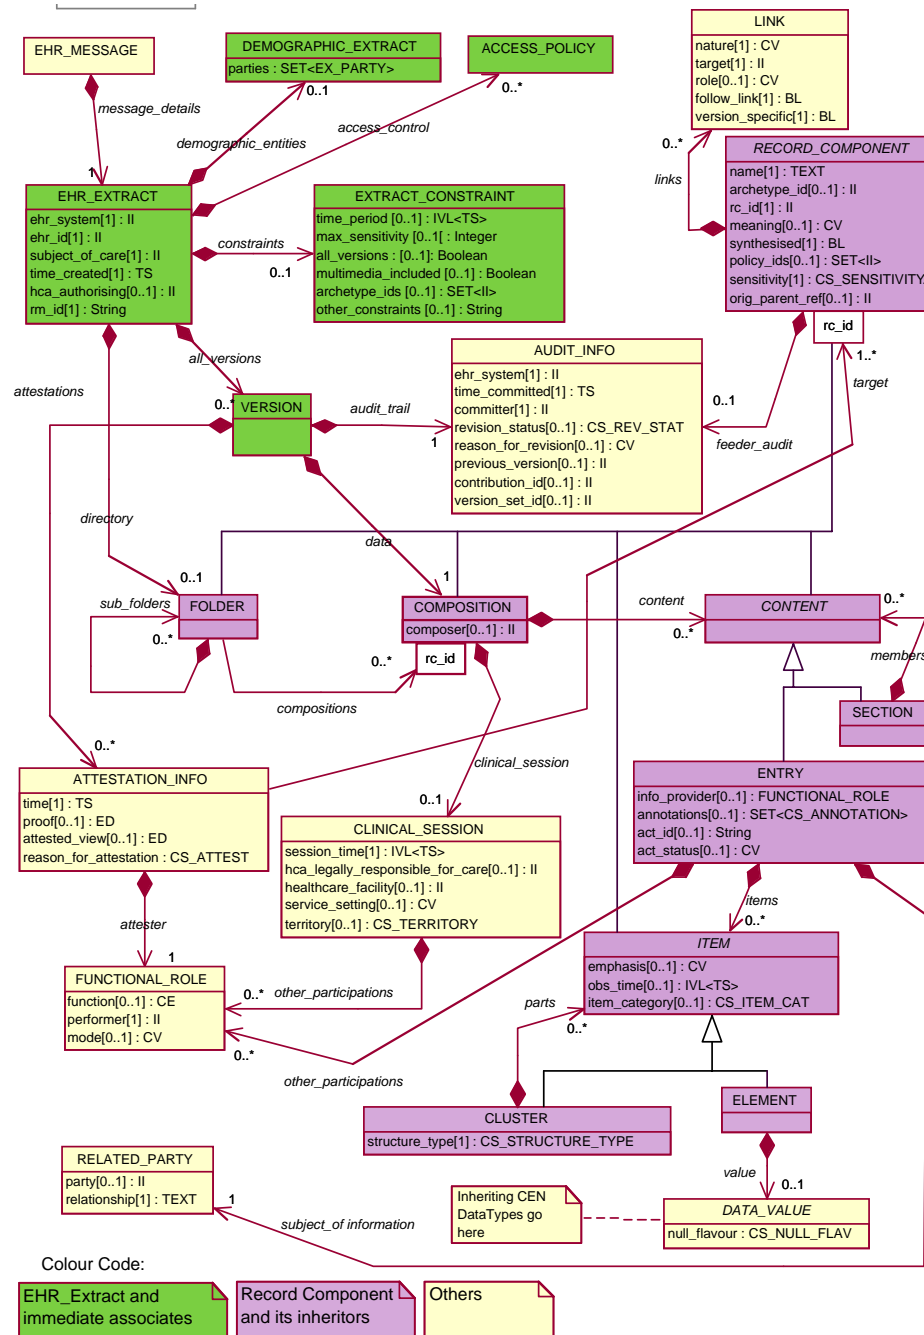 EHR_MESSAGE
message_details
1
DEMOGRAPHIC_EXTRACT
parties : SET<EX_PARTY>
0..1
demographic_entities
ACCESS_POLICY
0..*
access_control
LINK
nature[1] : CV
target[1] : II
role[0..1] : CV
follow_link[1] : BL
version_specific[1] : BL
0..*
links
RECORD_COMPONENT
name[1] : TEXT
archetype_id[0..1] : II
rc_id[1] : II
meaning[0..1] : CV
synthesised[1] : BL
policy_ids[0..1] : SET<II>
sensitivity[1] : CS_SENSITIVITY
orig_parent_ref[0..1] : II
rc_id
1..*
target
EHR_EXTRACT
ehr_system[1] : II
ehr_id[1] : II
subject_of_care[1] : II
time_created[1] : TS
hca_authorising[0..1] : II
rm_id[1] : String
constraints
0..1
EXTRACT_CONSTRAINT
time_period [0..1] : IVL<TS>
max_sensitivity [0..1[ : Integer
all_versions : [0..1]: Boolean
multimedia_included [0..1] : Boolean
archetype_ids [0..1] : SET<II>
other_constraints [0..1] : String
all_versions
0..*
attestations
VERSION
audit_trail
1
AUDIT_INFO
ehr_system[1] : II
time_committed[1] : TS
committer[1] : II
revision_status[0..1] : CS_REV_STAT
reason_for_revision[0..1] : CV
previous_version[0..1] : II
contribution_id[0..1] : II
version_set_id[0..1] : II
0..1
feeder_audit
directory
0..1
data
1
sub_folders
0..*
FOLDER
compositions
0..*
COMPOSITION
composer[0..1] : II
rc_id
content
0..*
CONTENT
0..*
members
SECTION
0..*
ATTESTATION_INFO
time[1] : TS
proof[0..1] : ED
attested_view[0..1] : ED
reason_for_attestation : CS_ATTEST
attester
1
clinical_session
0..1
CLINICAL_SESSION
session_time[1] : IVL<TS>
hca_legally_responsible_for_care[0..1] : II
healthcare_facility[0..1] : II
service_setting[0..1] : CV
territory[0..1] : CS_TERRITORY
ENTRY
info_provider[0..1] : FUNCTIONAL_ROLE
annotations[0..1] : SET<CS_ANNOTATION>
act_id[0..1] : String
act_status[0..1] : CV
items
0..*
FUNCTIONAL_ROLE
function[0..1] : CE
performer[1] : II
mode[0..1] : CV
0..*
other_participations
0..*
other_participations
ITEM
emphasis[0..1] : CV
obs_time[0..1] : IVL<TS>
item_category[0..1] : CS_ITEM_CAT
parts
0..*
CLUSTER
structure_type[1] : CS_STRUCTURE_TYPE
ELEMENT
value
0..1
RELATED_PARTY
party[0..1] : II
relationship[1] : TEXT
1
subject_of information
Inheriting CEN
DataTypes go
here
DATA_VALUE
null_flavour : CS_NULL_FLAV
Colour Code:
EHR_Extract and
immediate associates
Record Component
and its inheritors
Others